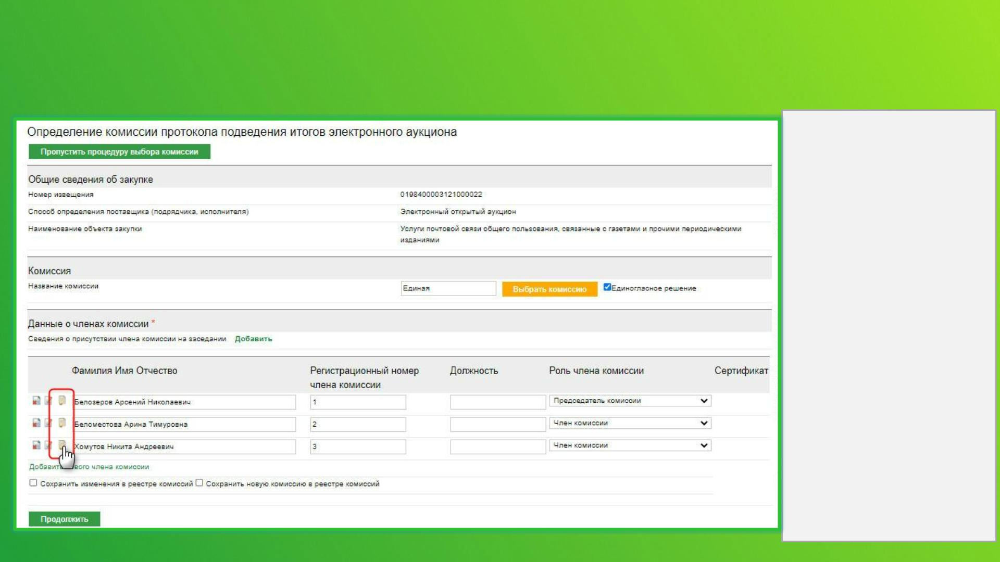 Определение комиссии протокола подведения итогов электронного аукциона
Пропустить процедуру выбора комиссии
Общие сведения об закупке
Номер извещения 0198400003121000022
Способ определения поставщика (подрядчика, исполнителя) Электронный открытый аукцион
Наименование объекта закупки Услуги почтовой связи общего пользования, связанные с газетами и прочими периодическими
изданиями
Комиссия
Название комиссии Единая Выбрать комиссию Единогласное решение
Данные о членах комиссии *
Сведения о присутствии члена комиссии на заседании Добавить
Фамилия Имя Отчество Регистрационный номер Должность Роль члена комиссии Сертификат
члена комиссии
Белозеров Арсений Николаевич 1 Председатель комиссии
Беломестова Арина Тимуровна 2 Член комиссии
Хомутов Никита Андреевич 3 Член комиссии
Добавить члена комиссии
Сохранить изменения в реестре комиссий Сохранить новую комиссию в реестре комиссий
Продолжить